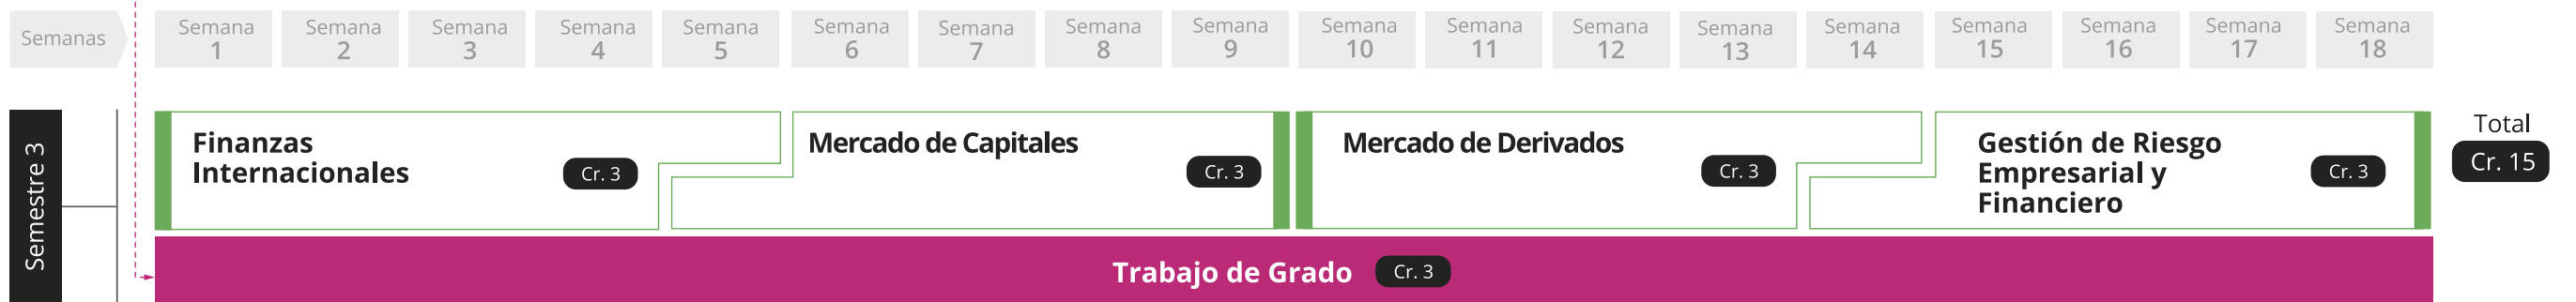 Semanas
Semana
1
Semana
2
Semana
3
Semana
4
Semana
5
Semana
6
Semana
7
Semana
8
Semana
9
Semana
10
Semana
11
Semana
12
Semana
13
Semana
14
Semana
15
Semana
16
Semana
17
Semana
18
Semestre 3
Finanzas
Internacionales
Cr. 3
Mercado de Capitales
Cr. 3
Mercado de Derivados
Cr. 3
Gestión de Riesgo
Empresarial y
Financiero
Cr. 3
Total
Cr. 15
Trabajo de Grado
Cr. 3